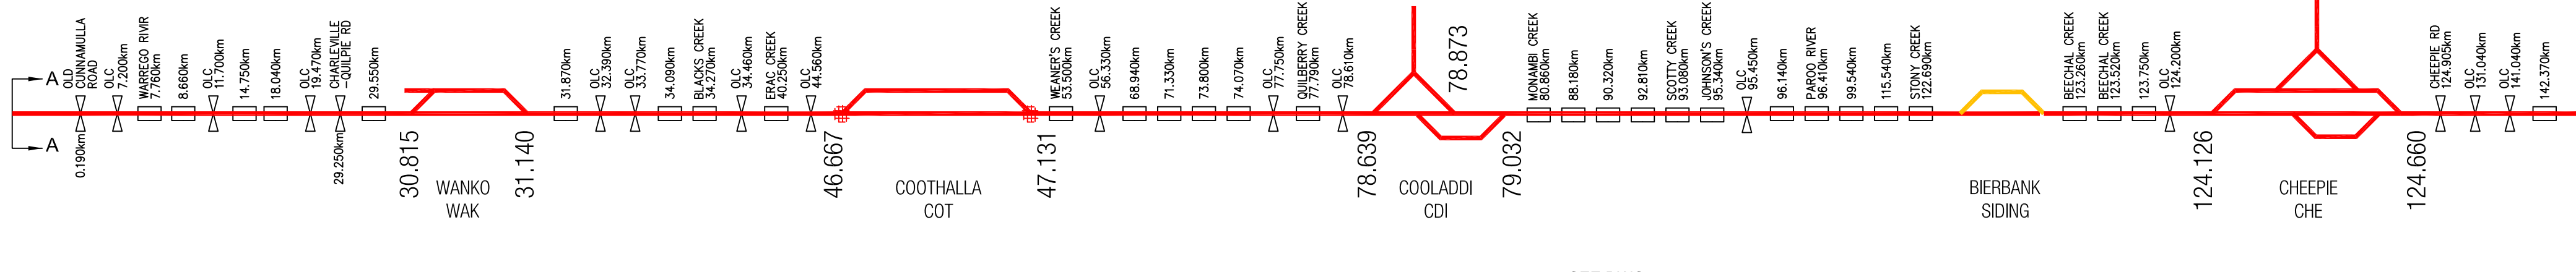 A
A
OLD
CUNNAMULLA
ROAD
0.190km
OLC
7.200km
WARREGO RIVIR
7.760km
8.660km
OLC
11.700km
14.750km
18.040km
OLC
19.470km
CHARLEVILLE
-QUILPIE RD
29.250km
29.550km
30.815
WANKO
WAK
31.140
31.870km
OLC
32.390km
OLC
33.770km
34.090km
BLACKS CREEK
34.270km
OLC
34.460km
ERAC CREEK
40.250km
OLC
44.560km
46.667
COOTHALLA
COT
47.131
WEANER'S CREEK
53.500km
OLC
56.330km
68.940km
71.330km
73.800km
74.070km
OLC
77.750km
QUILBERRY CREEK
77.790km
OLC
78.610km
78.639
78.873
COOLADDI
CDI
79.032
MONAMBI CREEK
80.860km
88.180km
90.320km
92.810km
SCOTTY CREEK
93.080km
JOHNSON'S CREEK
95.340km
OLC
95.450km
96.140km
PAROO RIVER
96.410km
99.540km
115.540km
STONY CREEK
122.690km
BIERBANK
SIDING
BEECHAL CREEK
123.260km
BEECHAL CREEK
123.520km
123.750km
OLC
124.200km
124.126
CHEEPIE
CHE
124.660
CHEEPIE RD
124.905km
OLC
131.040km
OLC
141.040km
142.370km